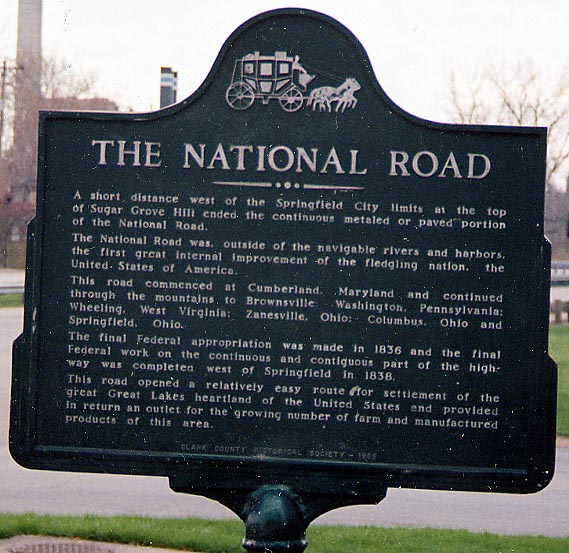 THE NATIONAL ROAD
A short distance west of the Springfield City limits at the top
of Sugar Grove Hill ended the continuous metaled or paved portion
of the National Road.
The National Road was, outside of the navigable rivers and harbors,
the first great internal improvement of the fledgling nation, the
United States of America.
This road commenced at Cumberland, Maryland and continued
through the mountains to Brownsville, Washington, Pennsylvania;
Wheeling, West Virginia; Zanesville, Ohio; Columbus, Ohio and
Springfield, Ohio.
The final Federal appropriation was made in 1836 and the final
Federal work on the continuous and contiguous part of the high-
way was completed west of Springfield in 1838.
This road opened a relatively easy route for settlement of the
great Great Lakes heartland of the United States and provided
in return an outlet for the growing number of farm and manufactured
products of this area.
CLARK COUNTY HISTORICAL SOCIETY -